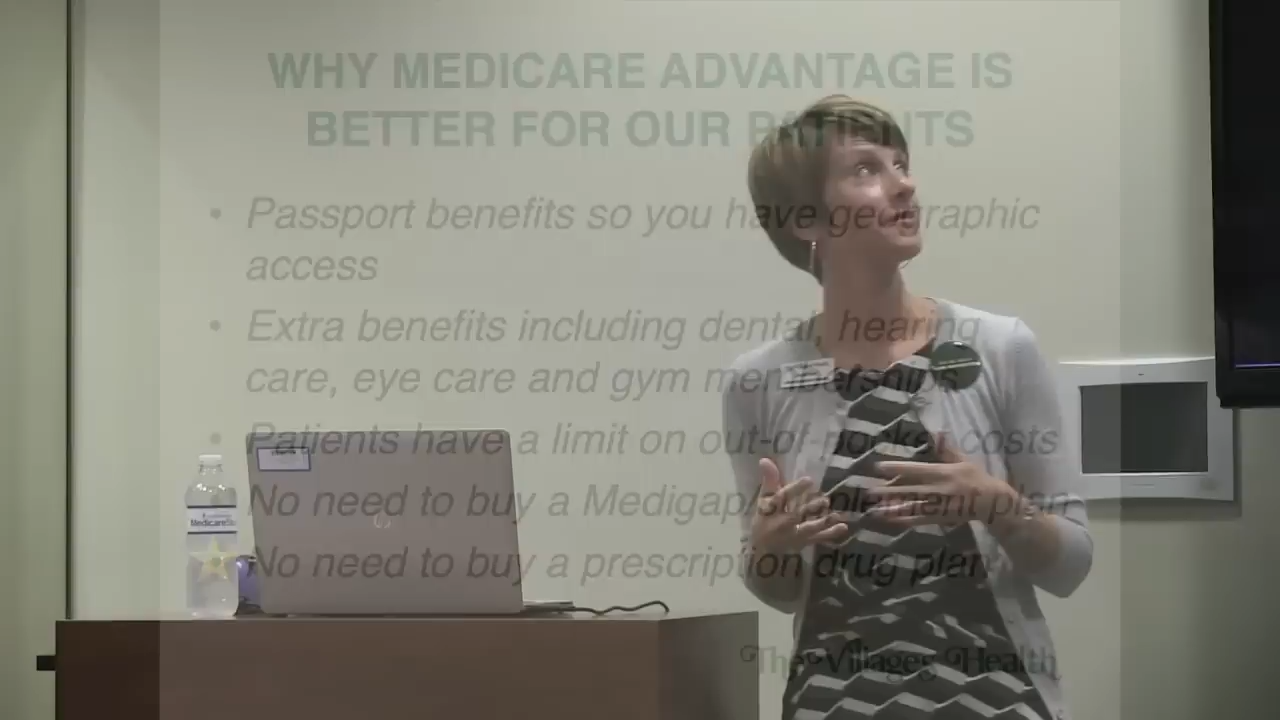 WHY MEDICARE ADVANTAGE IS
BETTER FOR OUR PATIENTS
• Passport benefits so you have geographic
access
• Extra benefits including dental, hearing
care, eye care and gym memberships
• Patients have a limit on out-of-pocket costs
No need to buy a Medigap/supplement plan
No need to buy a prescription drug plan
hp
The Villages Health